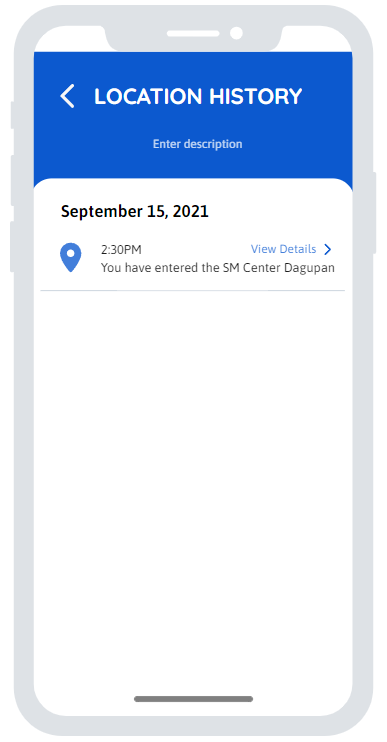 LOCATION HISTORY
Enter description
September 15, 2021
2:30PM View Details
You have entered the SM Center Dagupan